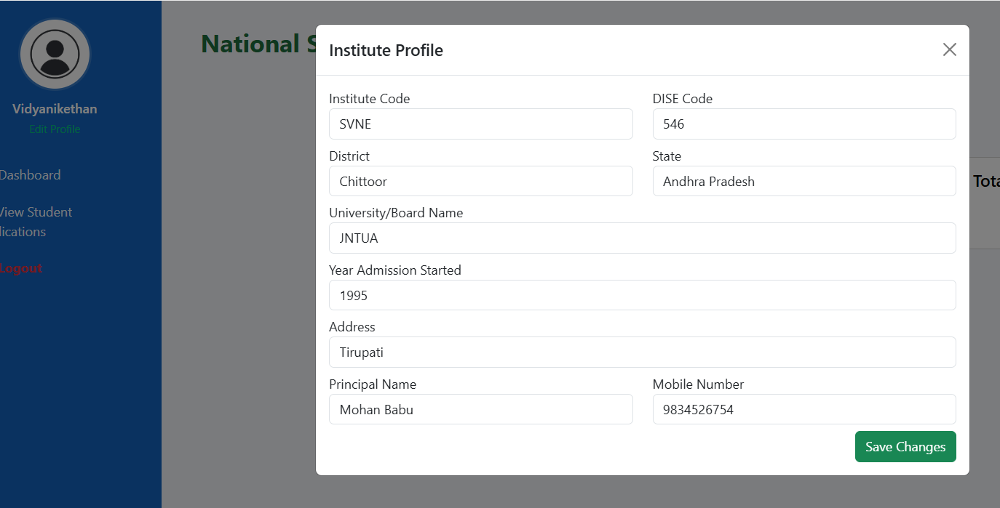 Vidyanikethan
Edit Profile
Dashboard
View Student
lications
Logout
National S
Institute Profile
Institute Code
DISE Code
SVNE
546
District
State
Chittoor
Andhra Pradesh
University/Board Name
JNTUA
Year Admission Started
1995
Address
Tirupati
Principal Name
Mobile Number
Mohan Babu
9834526754
Save Changes
Tota